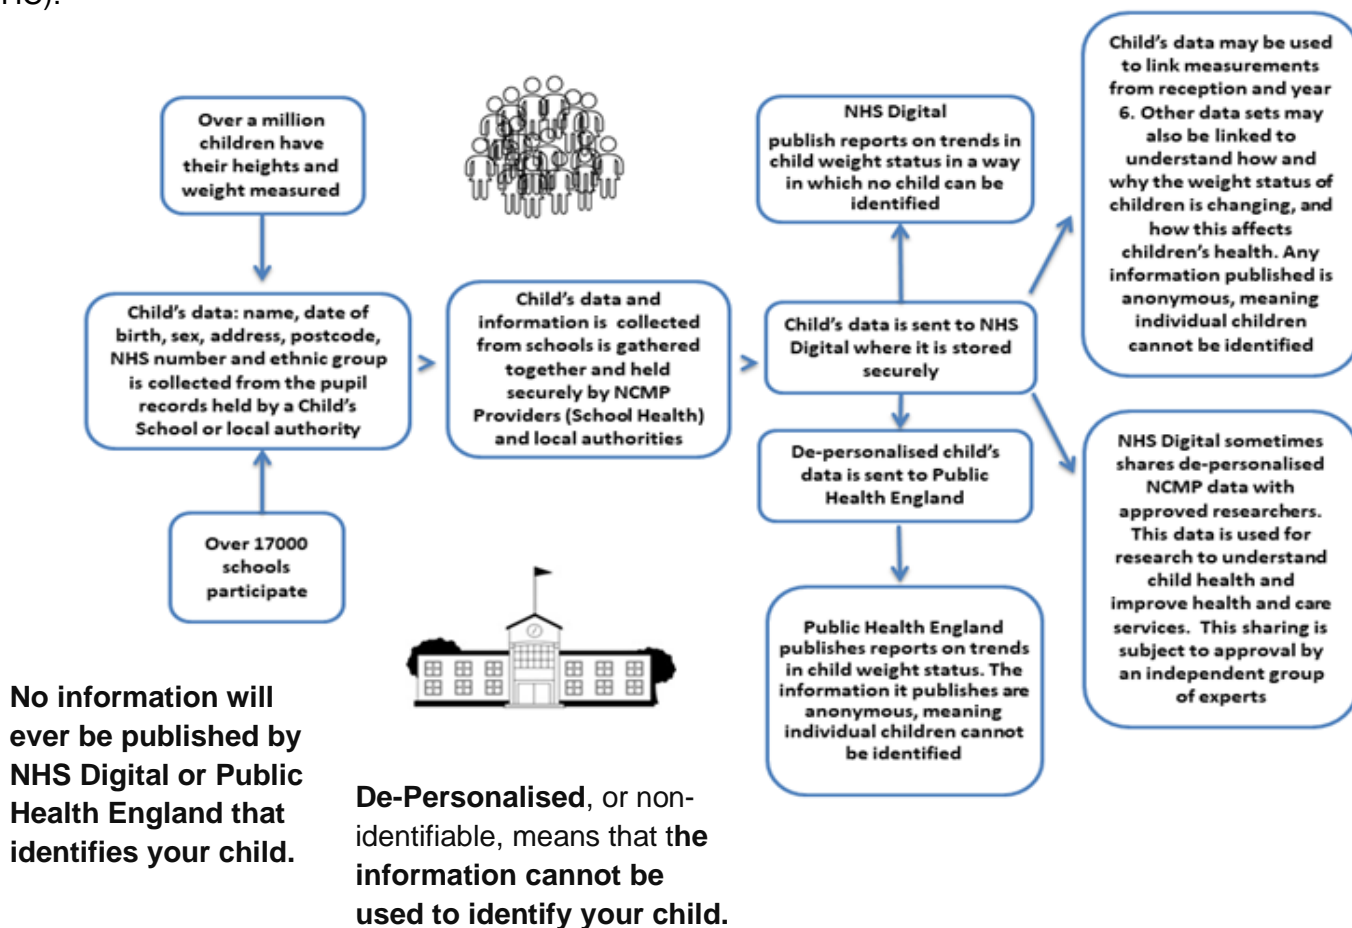 Over a million
children have
their heights and
weight measured
Child's data: name, date of
birth, sex, address, postcode,
NHS number and ethnic group
is collected from the pupil
records held by a Child's
School or local authority
Over 17000
schools
participate
Child's data and
information is collected
from schools is gathered
together and held
securely by NCMP
Providers (School Health)
and local authorities
NHS Digital
publish reports on trends in
child weight status in a way
in which no child can be
identified
Child's data is sent to NHS
Digital where it is stored
securely
De-personalised child's
data is sent to Public
Health England
Public Health England
publishes reports on trends
in child weight status. The
information it publishes are
anonymous, meaning
individual children cannot
be identified
Child's data may be used
to link measurements
from reception and year
6. Other data sets may
also be linked to
understand how and
why the weight status of
children is changing, and
how this affects
children's health. Any
information published is
anonymous, meaning
individual children
cannot be identified
NHS Digital sometimes
shares de-personalised
NCMP data with
approved researchers.
This data is used for
research to understand
child health and
improve health and care
services. This sharing is
subject to approval by
an independent group
of experts
No information will
ever be published by
NHS Digital or Public
Health England that
identifies your child.
De-Personalised, or non-
identifiable, means that the
information cannot be
used to identify your child.